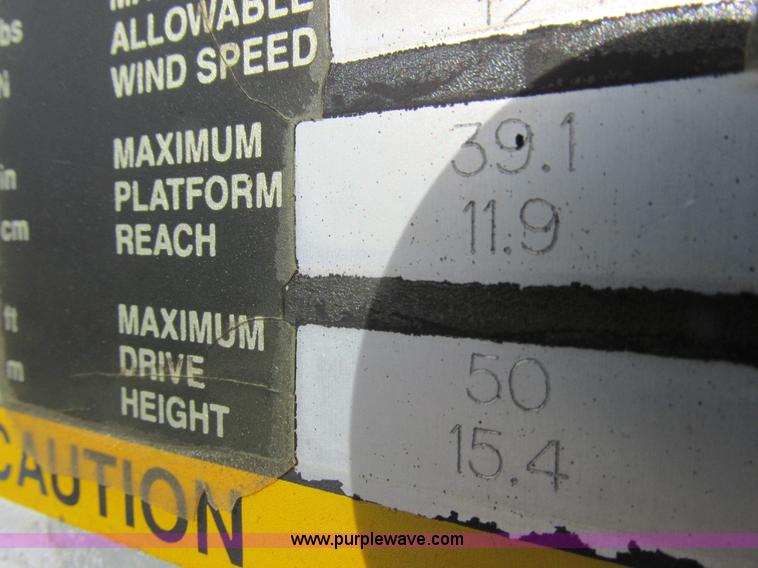 ALLOWABLE
WIND SPEED
bs
MAXIMUM
PLATFORM
REACH
in
cm
39.1
11.9
MAXIMUM
DRIVE
HEIGHT
ft
m
50
15.4
CAUTION
www.purplewave.com